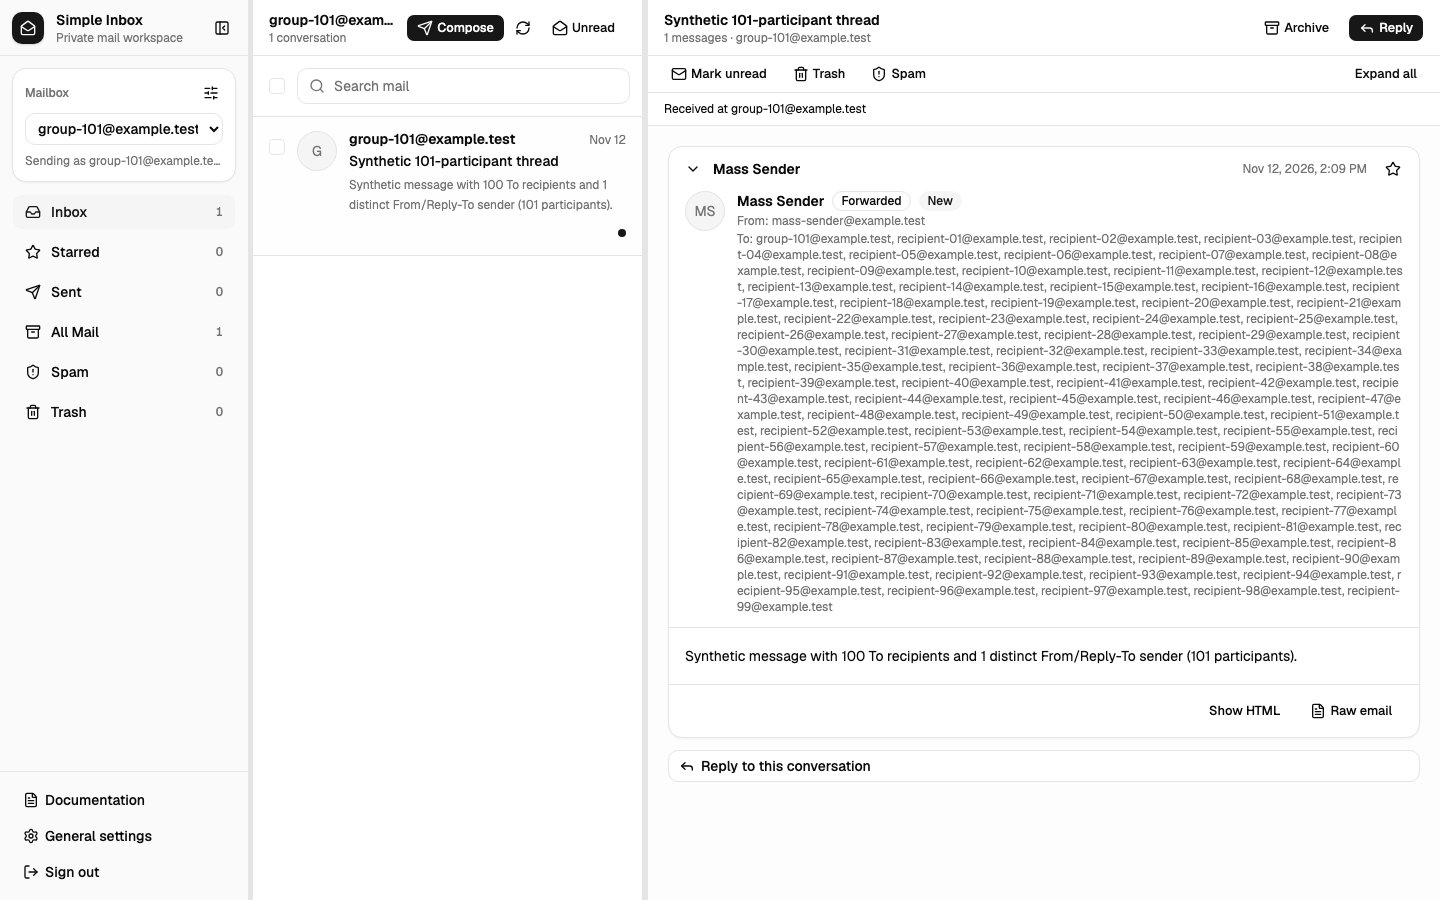 Simple Inbox
Private mail workspace
Mailbox
group-101@example.test
Sending as group-101@example.te...
Inbox 1
Starred 0
Sent 0
All Mail 1
Spam 0
Trash 0
Documentation
General settings
Sign out
group-101@exam...
1 conversation
Compose
Unread
Search mail
G
group-101@example.test Nov 12
Synthetic 101-participant thread
Synthetic message with 100 To recipients and 1
distinct From/Reply-To sender (101 participants).
Synthetic 101-participant thread
1 messages · group-101@example.test
Archive
Reply
Mark unread
Trash
Spam
Expand all
Received at group-101@example.test
Mass Sender Nov 12, 2026, 2:09 PM
MS
Mass Sender Forwarded New
From: mass-sender@example.test
To: group-101@example.test, recipient-01@example.test, recipient-02@example.test, recipient-03@example.test, recipien
t-04@example.test, recipient-05@example.test, recipient-06@example.test, recipient-07@example.test, recipient-08@e
xample.test, recipient-09@example.test, recipient-10@example.test, recipient-11@example.test, recipient-12@example.tes
t, recipient-13@example.test, recipient-14@example.test, recipient-15@example.test, recipient-16@example.test, recipient
-17@example.test, recipient-18@example.test, recipient-19@example.test, recipient-20@example.test, recipient-21@exam
ple.test, recipient-22@example.test, recipient-23@example.test, recipient-24@example.test, recipient-25@example.test,
recipient-26@example.test, recipient-27@example.test, recipient-28@example.test, recipient-29@example.test, recipient
-30@example.test, recipient-31@example.test, recipient-32@example.test, recipient-33@example.test, recipient-34@exa
mple.test, recipient-35@example.test, recipient-36@example.test, recipient-37@example.test, recipient-38@example.tes
t, recipient-39@example.test, recipient-40@example.test, recipient-41@example.test, recipient-42@example.test, recipie
nt-43@example.test, recipient-44@example.test, recipient-45@example.test, recipient-46@example.test, recipient-47@e
xample.test, recipient-48@example.test, recipient-49@example.test, recipient-50@example.test, recipient-51@example.t
est, recipient-52@example.test, recipient-53@example.test, recipient-54@example.test, recipient-55@example.test, reci
pient-56@example.test, recipient-57@example.test, recipient-58@example.test, recipient-59@example.test, recipient-60
@example.test, recipient-61@example.test, recipient-62@example.test, recipient-63@example.test, recipient-64@exampl
e.test, recipient-65@example.test, recipient-66@example.test, recipient-67@example.test, recipient-68@example.test, re
cipient-69@example.test, recipient-70@example.test, recipient-71@example.test, recipient-72@example.test, recipient-73
@example.test, recipient-74@example.test, recipient-75@example.test, recipient-76@example.test, recipient-77@exampl
e.test, recipient-78@example.test, recipient-79@example.test, recipient-80@example.test, recipient-81@example.test, rec
ipient-82@example.test, recipient-83@example.test, recipient-84@example.test, recipient-85@example.test, recipient-8
6@example.test, recipient-87@example.test, recipient-88@example.test, recipient-89@example.test, recipient-90@exam
ple.test, recipient-91@example.test, recipient-92@example.test, recipient-93@example.test, recipient-94@example.test, r
ecipient-95@example.test, recipient-96@example.test, recipient-97@example.test, recipient-98@example.test, recipient-
99@example.test
Synthetic message with 100 To recipients and 1 distinct From/Reply-To sender (101 participants).
Show HTML
Raw email
Reply to this conversation